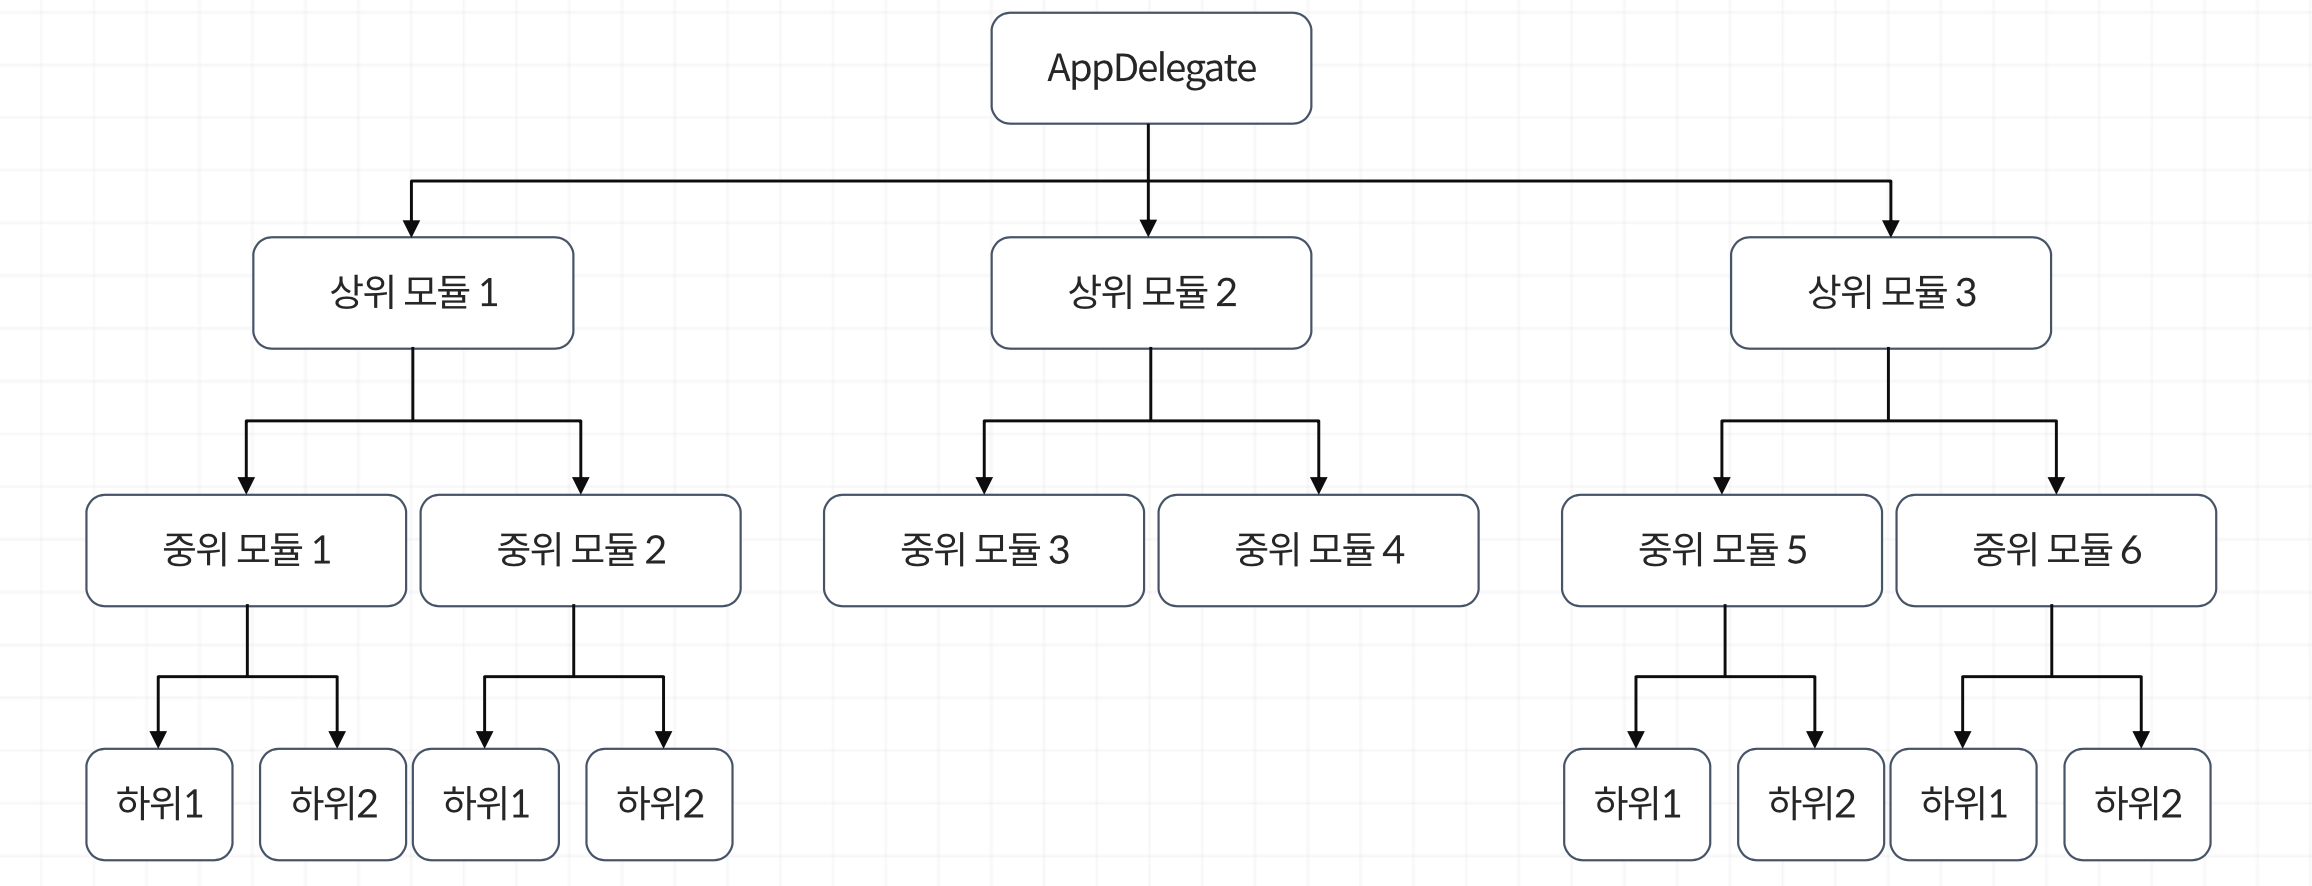 AppDelegate
상위 모듈 1
상위 모듈 2
상위 모듈 3
중위 모듈 1
중위 모듈 2
중위 모듈 3
중위 모듈 4
중위 모듈 5
중위 모듈 6
하위1
하위2
하위1
하위2
하위1
하위2
하위1
하위2